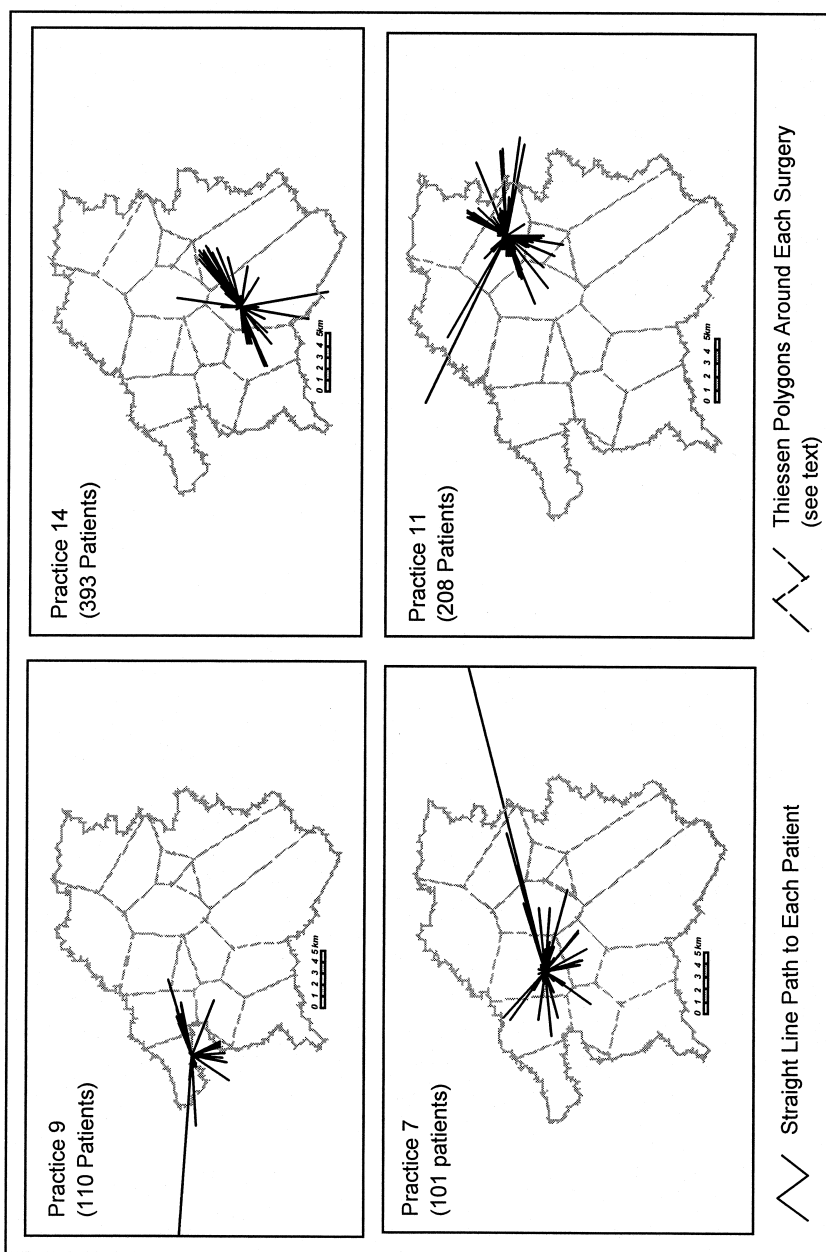 Practice 9
(110 Patients)
0 1 2 3 4 5km
Practice 14
(393 Patients)
0 1 2 3 4 5km
Practice 7
(101 patients)
0 1 2 3 4 5km
Practice 11
(208 Patients)
0 1 2 3 4 5km
Straight Line Path to Each Patient
Thiessen Polygons Around Each Surgery
(see text)